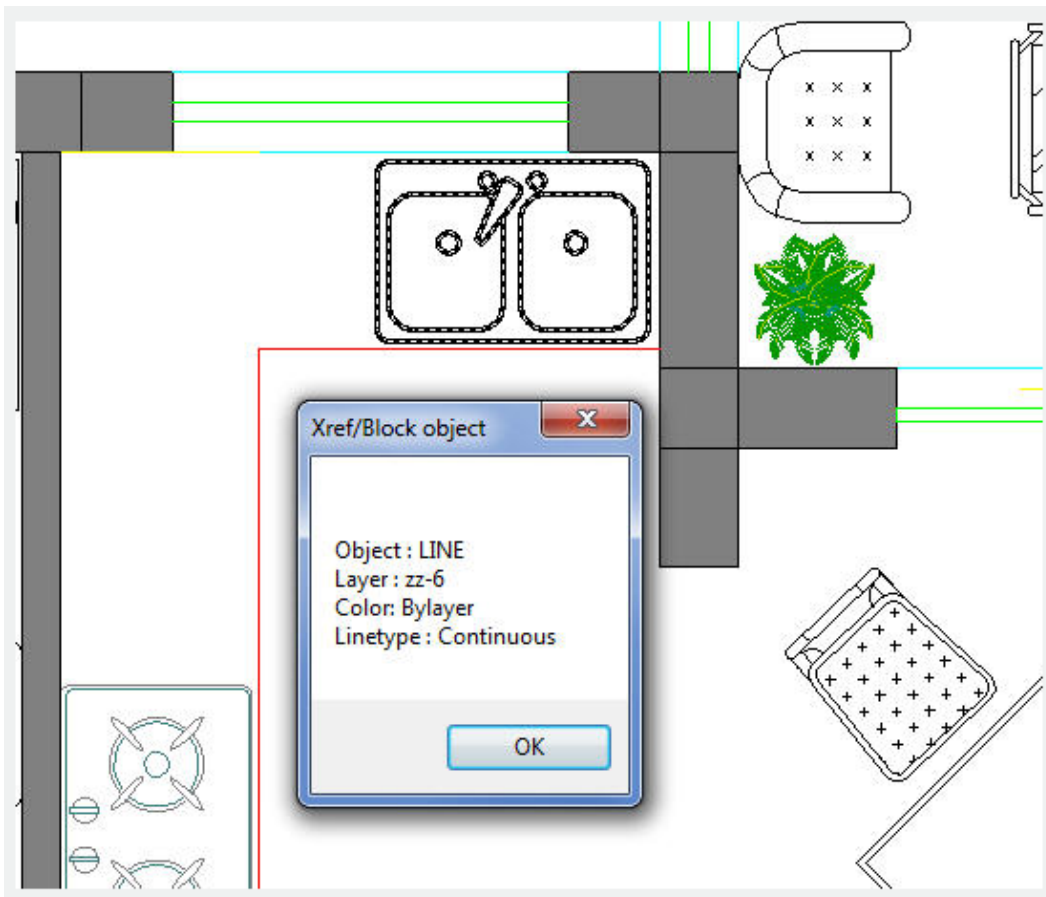 Xref/Block object
Object : LINE
Layer : zz-6
Color: Bylayer
Linetype : Continuous
OK